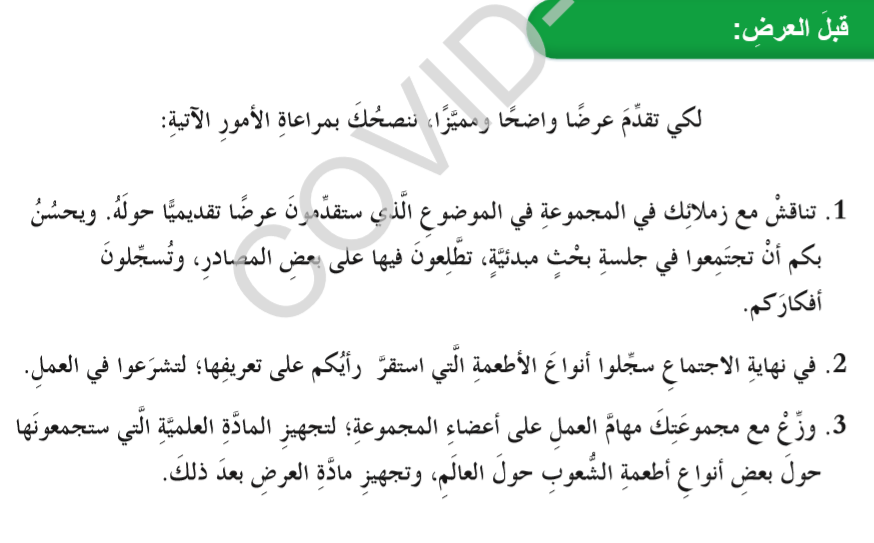 قبلَ العرضِ:
لكي تقدِّمَ عرضًا واضحًا ومميَّزًا، ننصحُكَ بمراعاةِ الأمورِ الآتيةِ:
1. تناقشْ مع زملائِك في المجموعةِ في الموضوعِ الَّذي ستقدِّمونَ عرضًا تقديميًّا حولَهُ. ويحسُنُ
بكم أنْ تجتَمِعوا في جلسةِ بحْثٍ مبدئيَّةٍ، تطَّلِعونَ فيها على بعضِ المصادرِ، وتُسجِّلونَ
أفكارَكم.
2. في نهايةِ الاجتماعِ سجِّلوا أنواعَ الأطعمةِ الَّتي استقرَّ رأيُكم على تعريفِها؛ لتشرَعوا في العملِ.
3. وزِّعْ مع مجموعَتِكَ مهامَّ العملِ على أعضاءِ المجموعةِ؛ لتجهيزِ المادَّةِ العلميَّةِ الَّتي ستجمعونَها
حولَ بعضِ أنواعِ أطعمةِ الشُّعوبِ حولَ العالَمِ، وتجهيزِ مادَّةِ العرضِ بعدَ ذلكَ.
COVID-